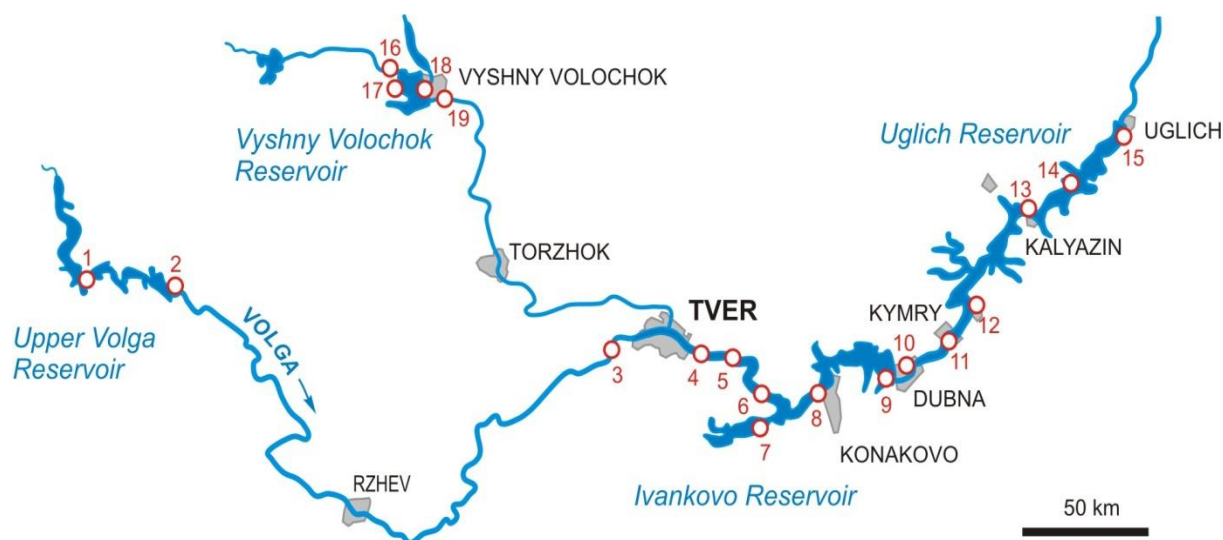 16
18
VYSHNY VOLOCHOK
17
19
Vyshny Volochok
Reservoir
Uglich Reservoir
UGLICH
15
14
13
KALYAZIN
TORZHOK
1
2
Upper Volga
Reservoir
VOLGA
TVER
3
4
5
6
7
8
KYMRY
12
11
10
9
DUBNA
KONAKOVO
RZHEV
Ivankovo Reservoir
50 km